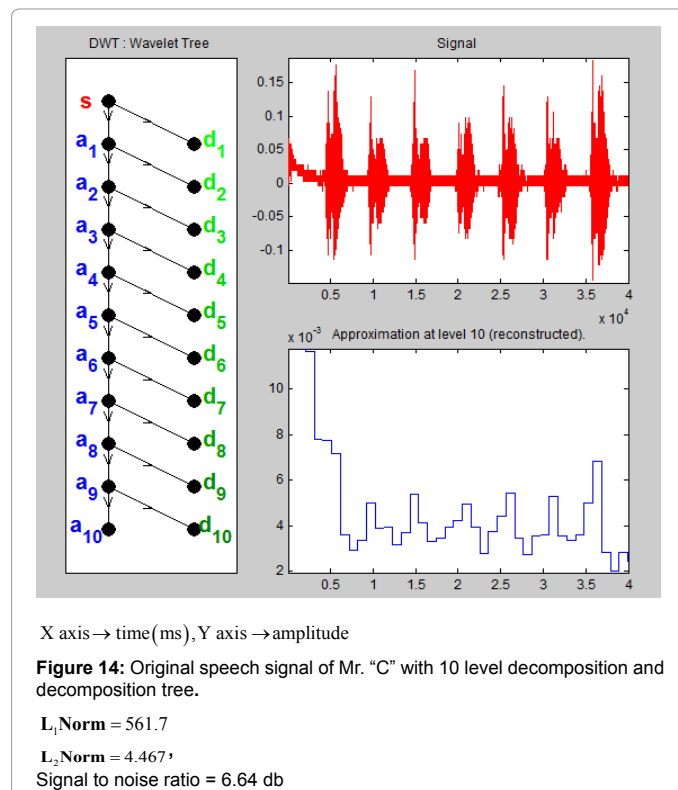 DWT : Wavelet Tree
s
a1 d1
a2 d2
a3 d3
a4 d4
a5 d5
a6 d6
a7 d7
a8 d8
a9 d9
a10 d10
Signal
0.15
0.1
0.05
0
-0.05
-0.1
0.5 1 1.5 2 2.5 3 3.5 4
x 10^4
x 10^-3 Approximation at level 10 (reconstructed).
10
8
6
4
2
0.5 1 1.5 2 2.5 3 3.5 4
X axis → time(ms), Y axis → amplitude
Figure 14: Original speech signal of Mr. “C” with 10 level decomposition and
decomposition tree.
L1Norm = 561.7
L2Norm = 4.467,
Signal to noise ratio = 6.64 db